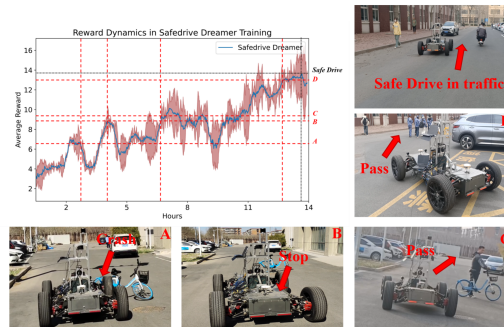 Reward Dynamics in Safedrive Dreamer Training
Safedrive Dreamer
16
14
12
10
8
6
4
2
Average Reward
Safe Drive
D
C
B
A
2
5
8
11
14
Hours
Safe Drive in traffic
Pass
Crash
A
Stop
B
Pass